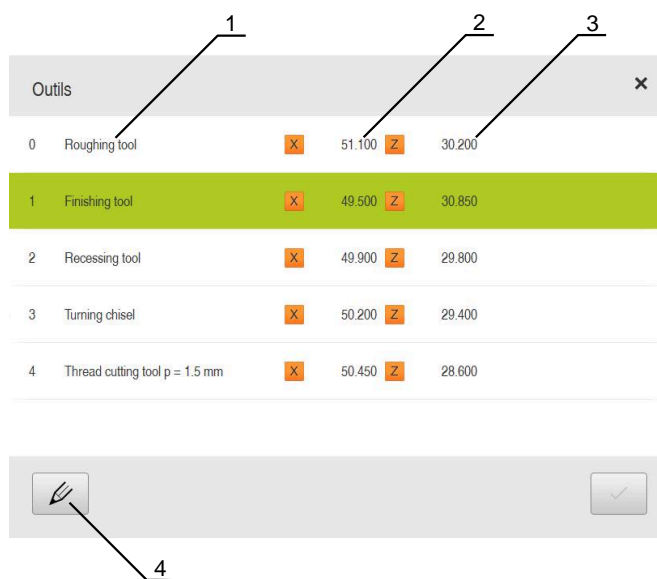 1 2 3
Outils ×
0 Roughing tool X 51.100 Z 30.200
1 Finishing tool X 49.500 Z 30.850
2 Recessing tool X 49.900 Z 29.800
3 Turning chisel X 50.200 Z 29.400
4 Thread cutting tool p = 1.5 mm X 50.450 Z 28.600
4